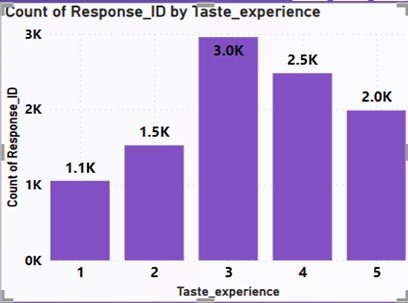 Count of Response_ID by Taste_experience
Count of Response_ID
3K
2K
1K
0K
1.1K
1.5K
3.0K
2.5K
2.0K
1 2 3 4 5
Taste_experience